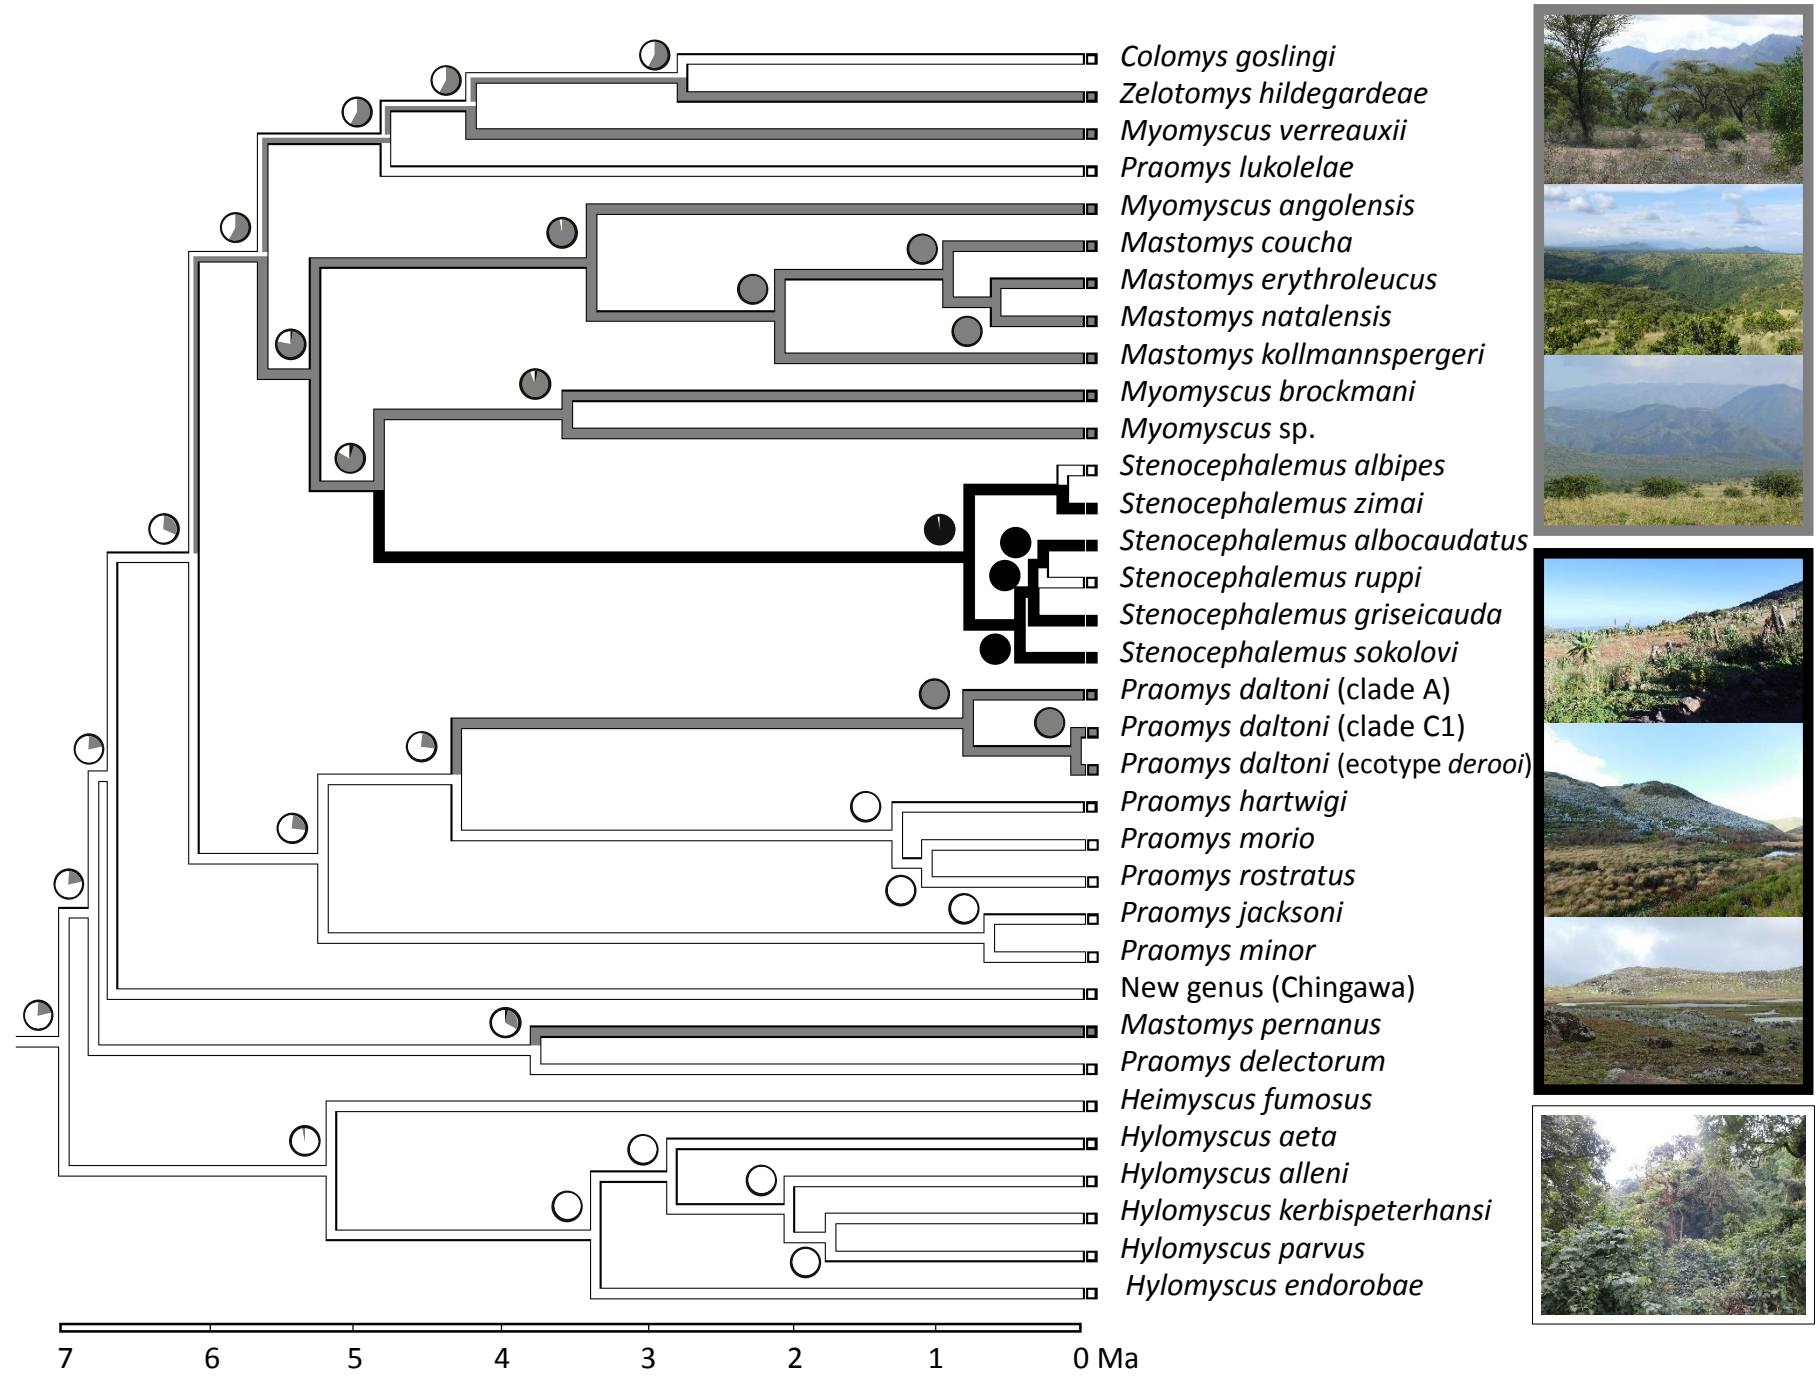 Colomys goslingi
Zelotomys hildegardeae
Myomyscus verreauxii
Praomys lukolelae
Myomyscus angolensis
Mastomys coucha
Mastomys erythroleucus
Mastomys natalensis
Mastomys kollmannspergeri
Myomyscus brockmani
Myomyscus sp.
Stenocephalemus albipes
Stenocephalemus zimai
Stenocephalemus albocaudatus
Stenocephalemus ruppi
Stenocephalemus griseicauda
Stenocephalemus sokolovi
Praomys daltoni (clade A)
Praomys daltoni (clade C1)
Praomys daltoni (ecotype derooi)
Praomys hartwigi
Praomys morio
Praomys rostratus
Praomys jacksoni
Praomys minor
New genus (Chingawa)
Mastomys pernanus
Praomys delectorum
Heimyscus fumosus
Hylomyscus aeta
Hylomyscus alleni
Hylomyscus kerbispeterhansi
Hylomyscus parvus
Hylomyscus endorobae
7 6 5 4 3 2 1 0 Ma